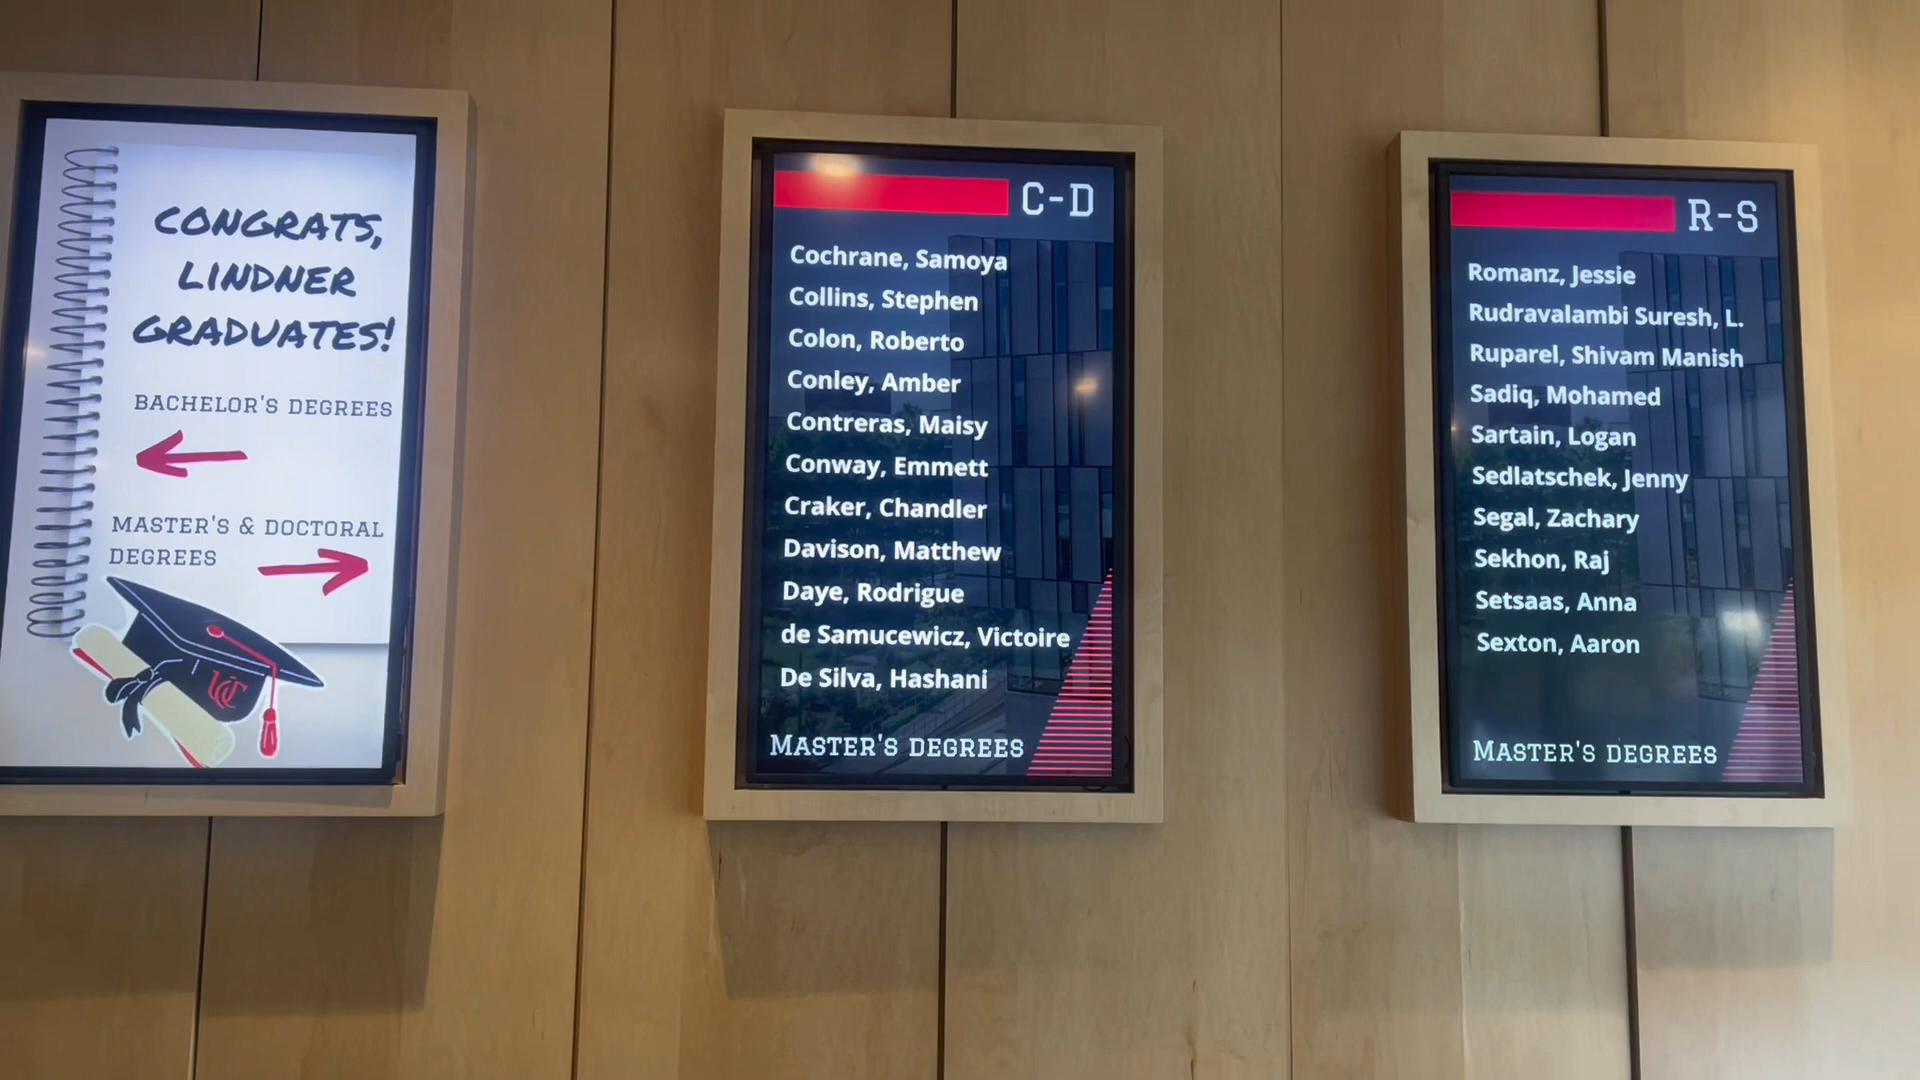 CONGRATS,
LINDNER
GRADUATES!
BACHELOR'S DEGREES
MASTER'S & DOCTORAL
DEGREES
UC
C-D
Cochrane, Samoya
Collins, Stephen
Colon, Roberto
Conley, Amber
Contreras, Maisy
Conway, Emmett
Craker, Chandler
Davison, Matthew
Daye, Rodrigue
de Samucewicz, Victoire
De Silva, Hashani
MASTER'S DEGREES
R-S
Romanz, Jessie
Rudravalambi Suresh, L.
Ruparel, Shivam Manish
Sadiq, Mohamed
Sartain, Logan
Sedlatschek, Jenny
Segal, Zachary
Sekhon, Raj
Setsaas, Anna
Sexton, Aaron
MASTER'S DEGREES